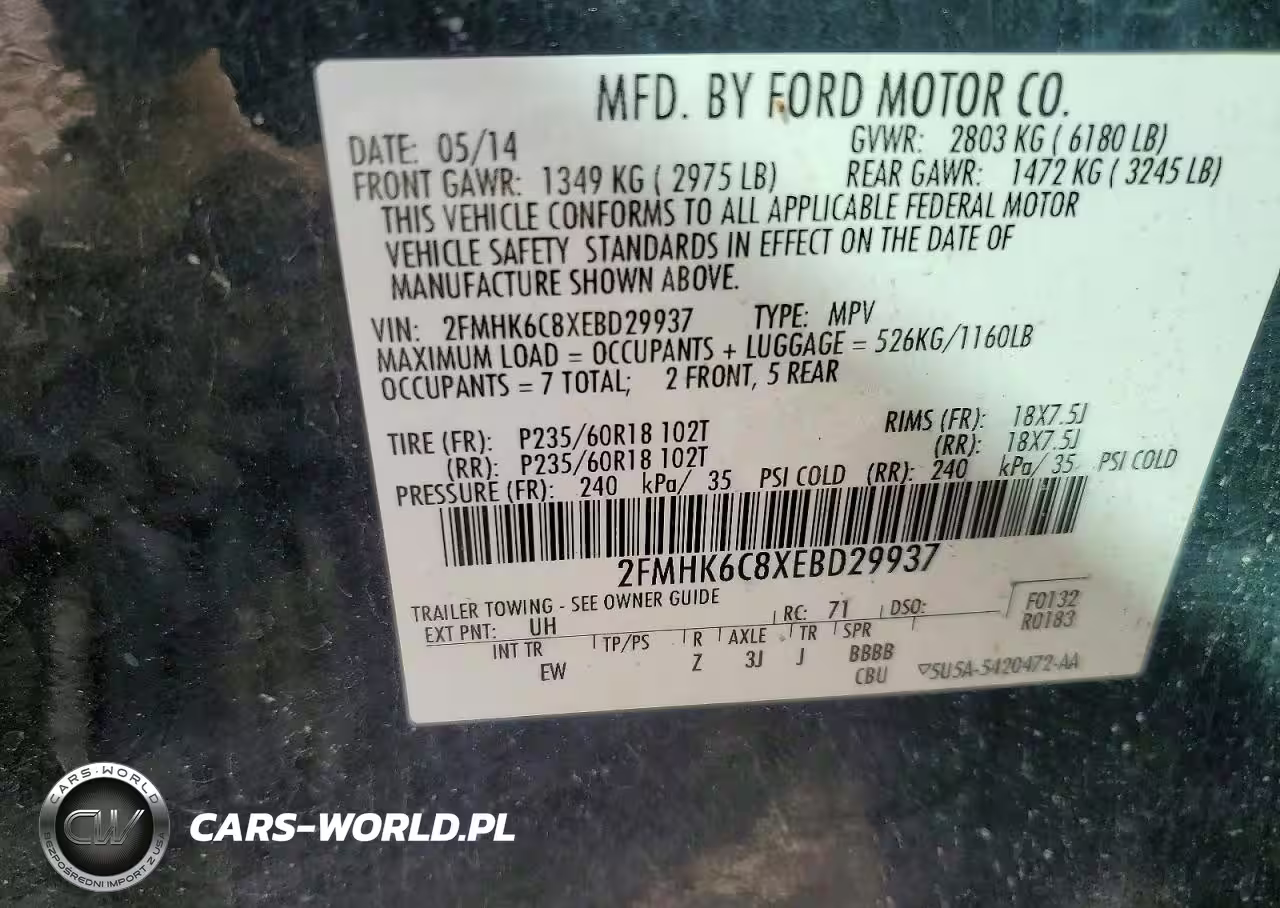 MFD. BY FORD MOTOR CO.
DATE: 05/14 GVWR: 2803 KG ( 6180 LB)
FRONT GAWR: 1349 KG ( 2975 LB) REAR GAWR: 1472 KG ( 3245 LB)
THIS VEHICLE CONFORMS TO ALL APPLICABLE FEDERAL MOTOR
VEHICLE SAFETY STANDARDS IN EFFECT ON THE DATE OF
MANUFACTURE SHOWN ABOVE.
VIN: 2FMHK6C8XEBD29937 TYPE: MPV
MAXIMUM LOAD = OCCUPANTS + LUGGAGE = 526KG/1160LB
OCCUPANTS = 7 TOTAL; 2 FRONT, 5 REAR
TIRE (FR): P235/60R18 102T RIMS (FR): 18X7.5J
(RR): P235/60R18 102T (RR): 18X7.5J
PRESSURE (FR): 240 kPa/ 35 PSI COLD (RR): 240 kPa/ 35 PSI COLD
2FMHK6C8XEBD29937
TRAILER TOWING - SEE OWNER GUIDE
EXT PNT: UH RC: 71 DSO: F0132
R0183
INT TR TP/PS R AXLE TR SPR
EW Z 3J J BBBB
CBU ▽5U5A-5420472-AA
CARS-WORLD
CW
BEZPOŚREDNI IMPORT Z USA
CARS-WORLD.PL